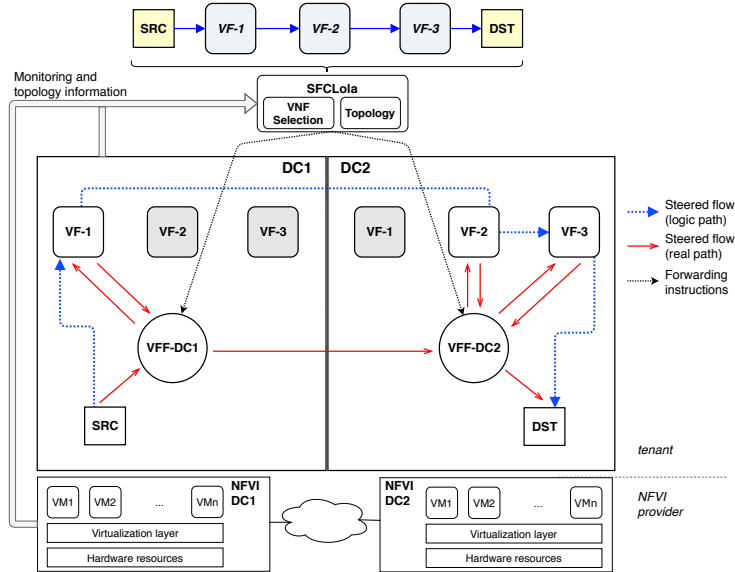 SRC
VF-1
VF-2
VF-3
DST
Monitoring and
topology information
SFCLola
VNF
Selection
Topology
DC1
DC2
VF-1
VF-2
VF-3
VF-1
VF-2
VF-3
Steered flow
(logic path)
Steered flow
(real path)
Forwarding
instructions
VFF-DC1
VFF-DC2
SRC
DST
tenant
NFVI
DC1
VM1
VM2
...
VMn
Virtualization layer
Hardware resources
NFVI
DC2
VM1
VM2
...
VMn
Virtualization layer
Hardware resources
NFVI
provider